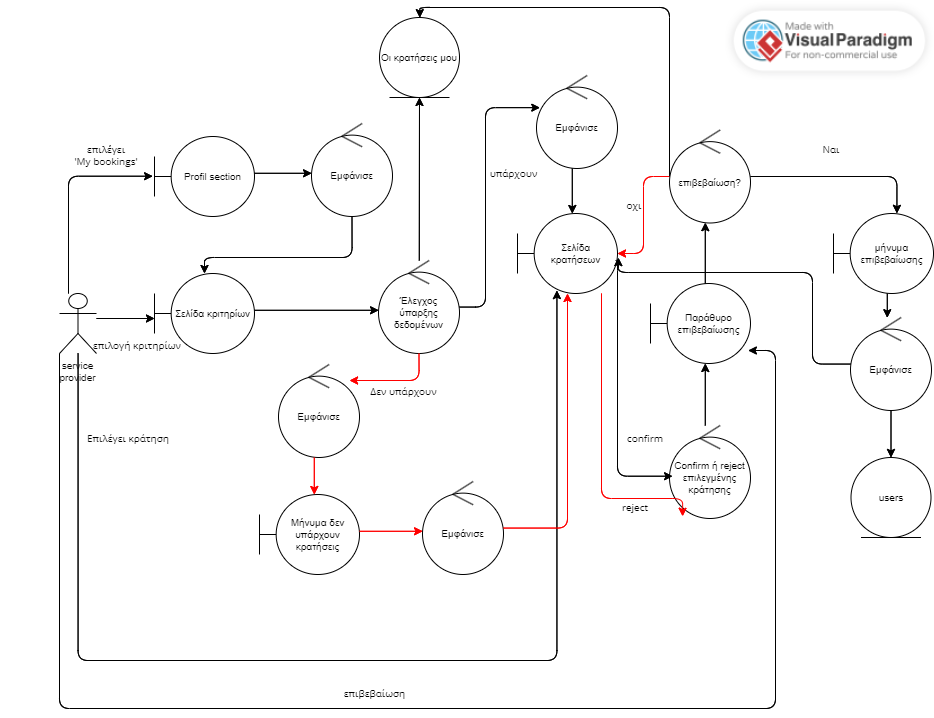 Made with
Visual Paradigm
For non-commercial use
Οι κρατήσεις μου
Εμφάνισε
επιλέγει
'My bookings'
Profil section
Εμφάνισε
υπάρχουν
επιβεβαίωση?
Ναι
οχι
Σελίδα
κρατήσεων
μήνυμα
επιβεβαίωσης
Σελίδα κριτηρίων
Έλεγχος
ύπαρξης
δεδομένων
Παράθυρο
επιβεβαίωσης
επιλογή κριτηρίων
service
provider
Εμφάνισε
Δεν υπάρχουν
Εμφάνισε
Επιλέγει κράτηση
confirm
Confirm ή reject
επιλεγμένης
κράτησης
users
reject
Μήνυμα δεν
υπάρχουν
κρατήσεις
Εμφάνισε
επιβεβαίωση